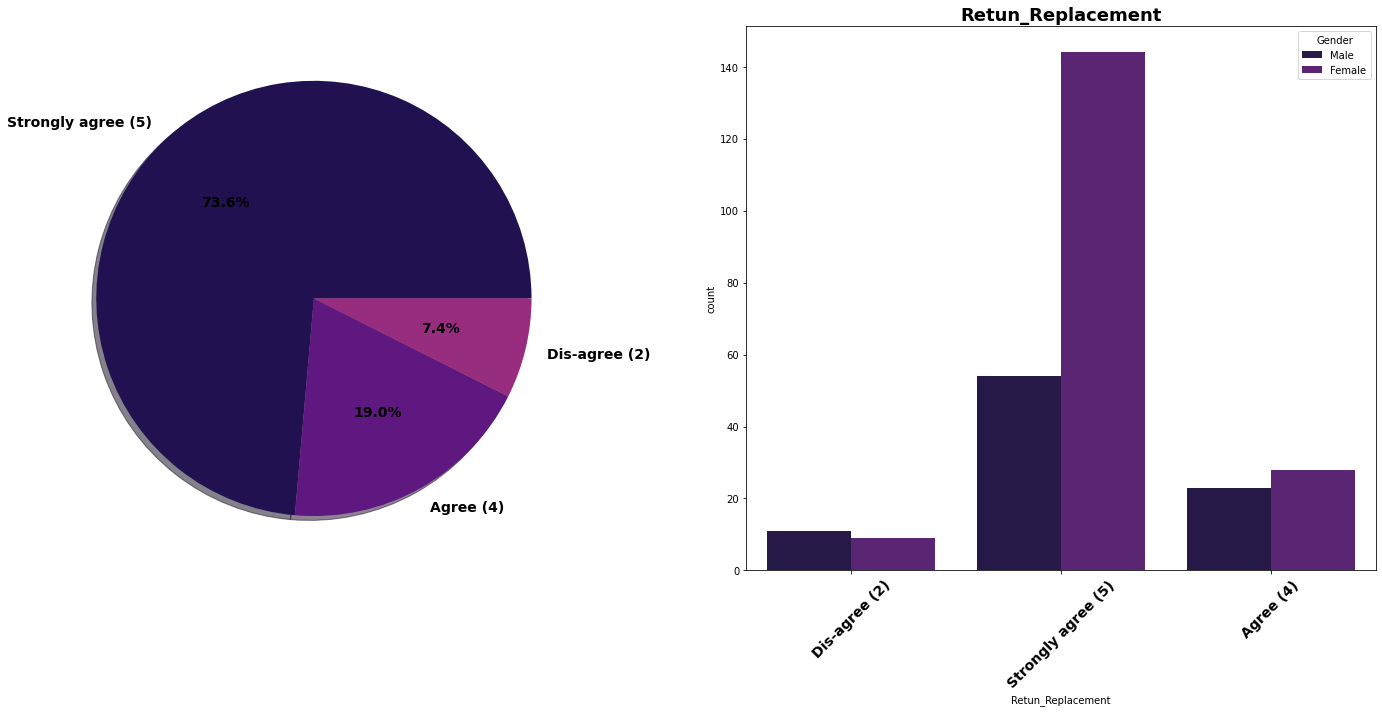 Strongly agree (5)
73.6%
7.4%
Dis-agree (2)
19.0%
Agree (4)
Retun_Replacement
Gender
Male
Female
140
120
100
80
60
40
20
0
count
Dis-agree (2)
Strongly agree (5)
Agree (4)
Retun_Replacement